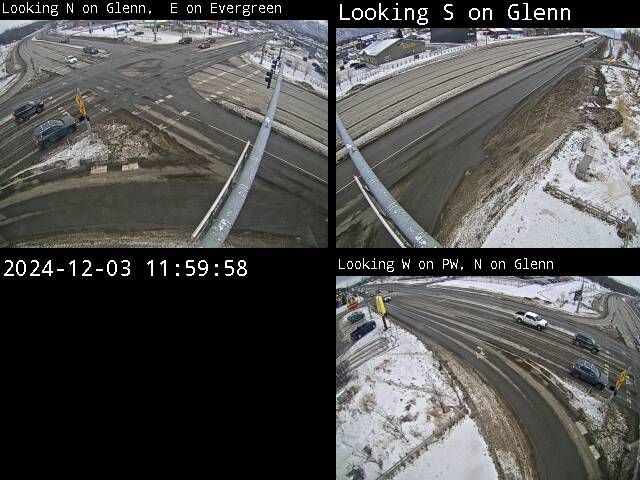 Looking N on Glenn, E on Evergreen
Looking S on Glenn
2024-12-03 11:59:58
Looking W on PW, N on Glenn